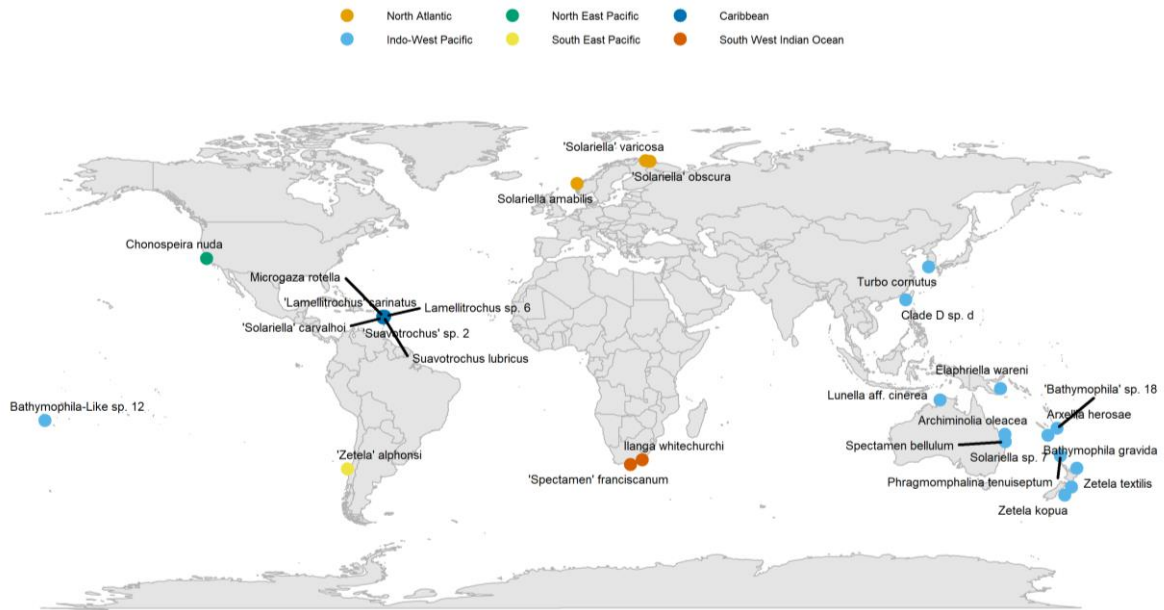 North Atlantic
North East Pacific
Caribbean
Indo-West Pacific
South East Pacific
South West Indian Ocean
'Solariella' varicosa
'Solariella' obscura
Solariella amabilis
Chonospeira nuda
Microgaza rotella
Turbo cornutus
'Lamellitrochus' carinatus
Lamellitrochus sp. 6
Clade D sp. d
'Solariella' carvalhoi
'Suavotrochus' sp. 2
Suavotrochus lubricus
Elaphriella wareni
'Bathymophila' sp. 18
Lunella aff. cinerea
Bathymophila-Like sp. 12
Arxellia herosae
Archiminolia oleacea
Ilanga whitechurchi
Spectamen bellulum
Bathymophila gravida
'Zetela' alphonsi
Solariella sp. 7
'Spectamen' franciscanum
Phragmomphalina tenuiseptum
Zetela textilis
Zetela kopua